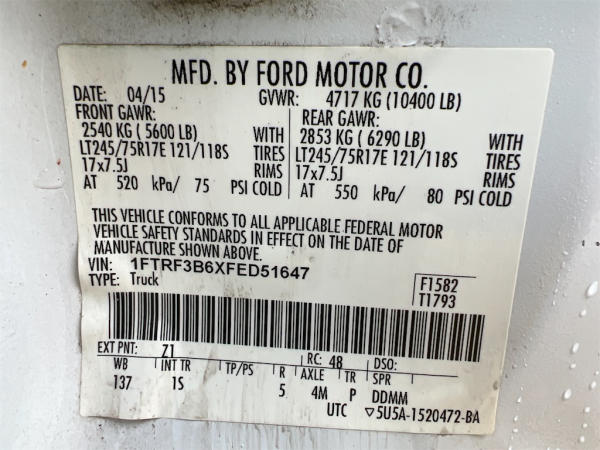 MFD. BY FORD MOTOR CO.
DATE: 04/15 GVWR: 4717 KG (10400 LB)
FRONT GAWR: REAR GAWR:
2540 KG ( 5600 LB) WITH 2853 KG ( 6290 LB) WITH
LT245/75R17E 121/118S TIRES LT245/75R17E 121/118S TIRES
17x7.5J RIMS 17x7.5J RIMS
AT 520 kPa/ 75 PSI COLD AT 550 kPa/ 80 PSI COLD
THIS VEHICLE CONFORMS TO ALL APPLICABLE FEDERAL MOTOR
VEHICLE SAFETY STANDARDS IN EFFECT ON THE DATE OF
MANUFACTURE SHOWN ABOVE.
VIN: 1FTRF3B6XFED51647
TYPE: Truck F1582
T1793
EXT PNT: Z1 RC: 48 DSO:
WB INT TR TP/PS R AXLE TR SPR
137 1S 5 4M P DDMM
UTC ▽5U5A-1520472-BA